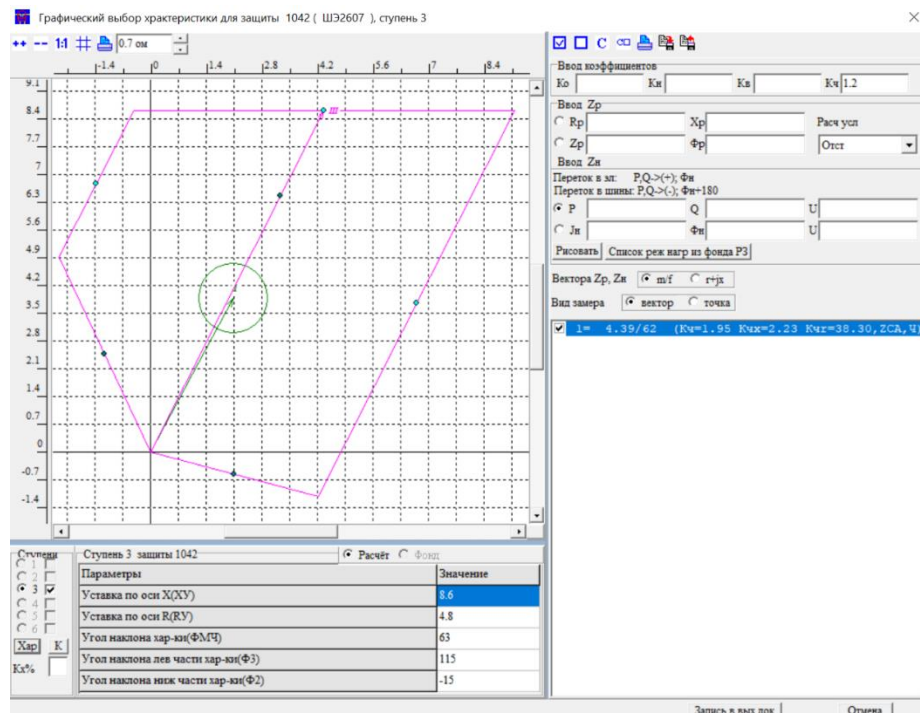 Графический выбор храктеристики для защиты 1042 ( ШЭ2607 ), ступень 3
++ -- 1:1 0.7 ом
C
-1.4 0 1.4 2.8 4.2 5.6 7 8.4
9.1
8.4
7.7
7
6.3
5.6
4.9
4.2
3.5
2.8
2.1
1.4
0.7
0
-0.7
-1.4
III
Ввод коэффициентов
Ко Кн Кв Кч 1.2
Ввод Zр
Rр Xр Расч усл
Zр Фр Отст
Ввод Zн
Переток в эл: P,Q->(+); Фн
Переток в шины: P,Q->(-); Фн+180
P Q U
Jн Фн U
Рисовать Список реж нагр из фонда РЗ
Вектора Zр, Zн m/f r+jx
Вид замера вектор точка
1= 4.39/62 (Кч=1.95 Кчх=2.23 Кчr=38.30,ZCA,Ч)
Ступени
1
2
3
4
5
6
Хар К
Кх%
Ступень 3 защиты 1042 Расчёт Фонд
Параметры Значение
Уставка по оси X(XУ) 8.6
Уставка по оси R(RУ) 4.8
Угол наклона хар-ки(ФМЧ) 63
Угол наклона лев части хар-ки(Ф3) 115
Угол наклона ниж части хар-ки(Ф2) -15
Запись в вых док Отмена